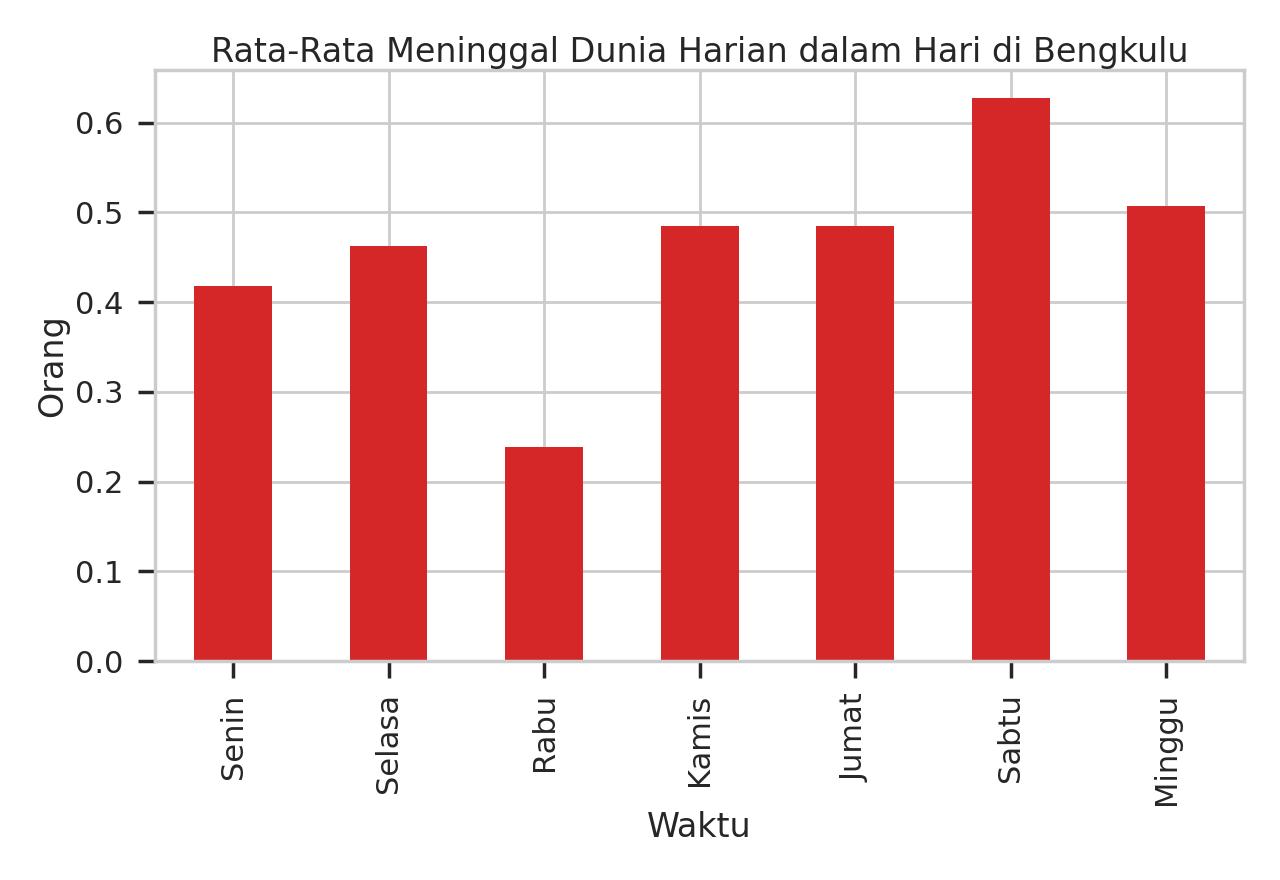 Rata-Rata Meninggal Dunia Harian dalam Hari di Bengkulu
0.6
0.5
0.4
0.3
0.2
0.1
0.0
Orang
Senin
Selasa
Rabu
Kamis
Jumat
Sabtu
Minggu
Waktu